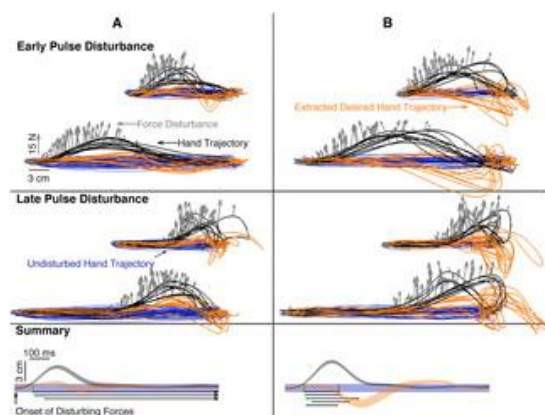 A
B
Early Pulse Disturbance
Extracted Desired Hand Trajectory
Force Disturbance
Hand Trajectory
15 N
3 cm
Late Pulse Disturbance
Undisturbed Hand Trajectory
Summary
100 ms
3 cm
Onset of Disturbing Forces